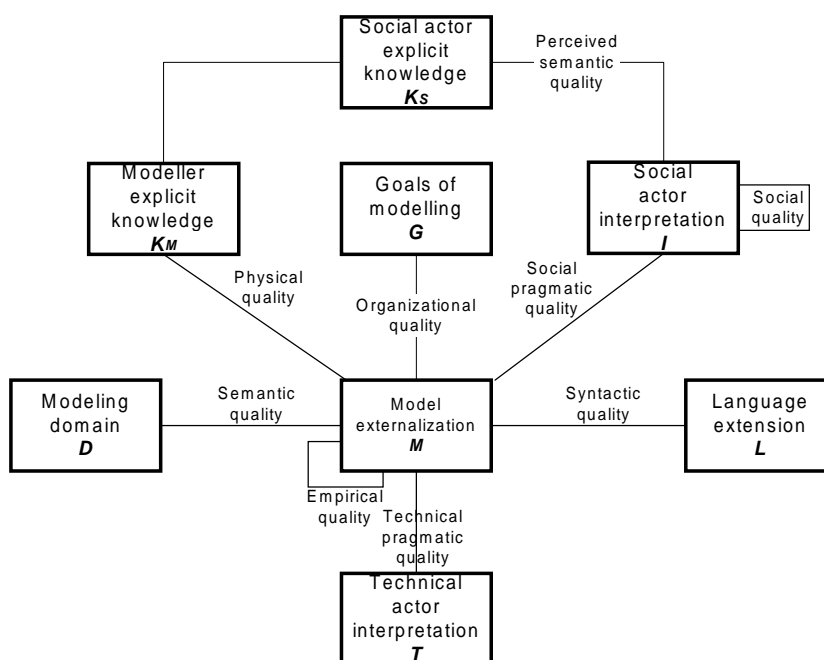 Social actor
explicit
knowledge
Ks
Perceived
semantic
quality
Modeller
explicit
knowledge
KM
Goals of
modelling
G
Social
actor
interpretation
I
Social
quality
Physical
quality
Organizational
quality
Social
pragmatic
quality
Modeling
domain
D
Semantic
quality
Model
externalization
M
Syntactic
quality
Language
extension
L
Empirical
quality
Technical
pragmatic
quality
Technical
actor
interpretation
T